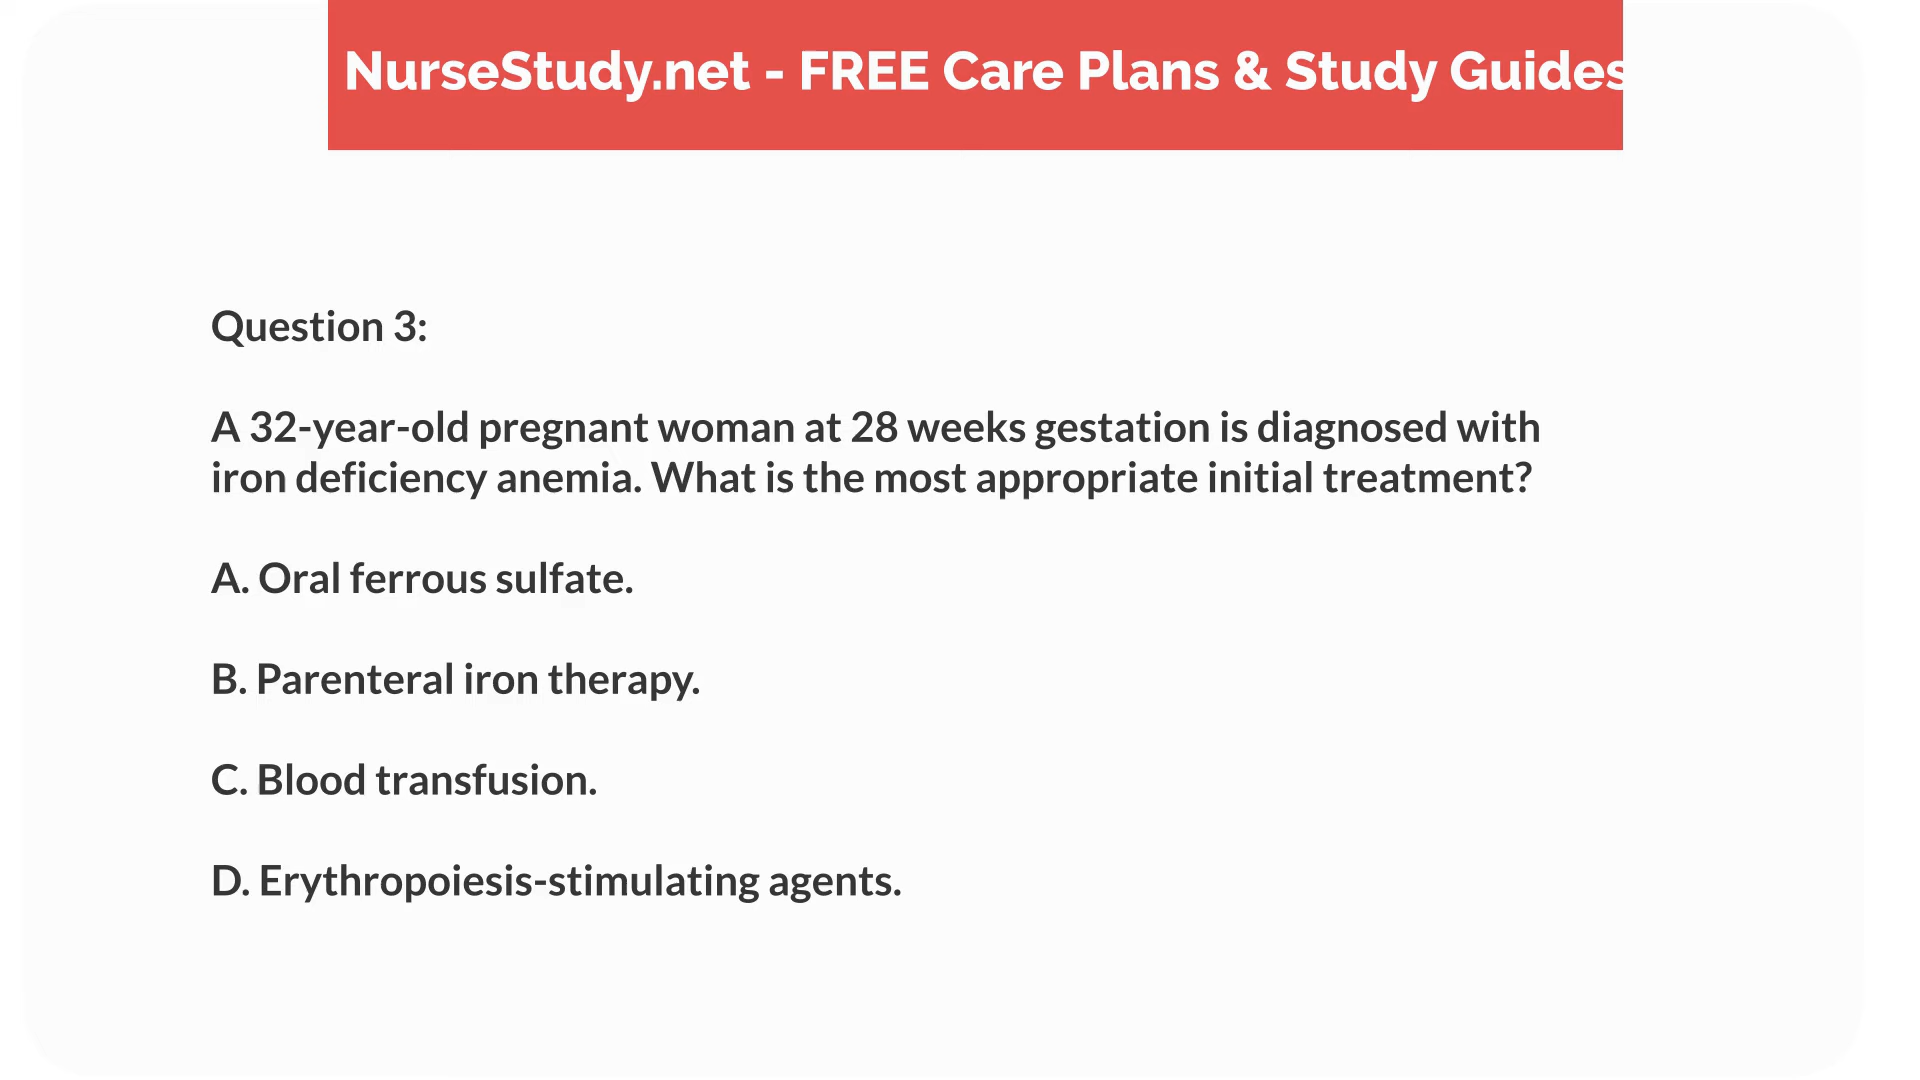 NurseStudy.net - FREE Care Plans & Study Guides
Question 3:
A 32-year-old pregnant woman at 28 weeks gestation is diagnosed with
iron deficiency anemia. What is the most appropriate initial treatment?
A. Oral ferrous sulfate.
B. Parenteral iron therapy.
C. Blood transfusion.
D. Erythropoiesis-stimulating agents.